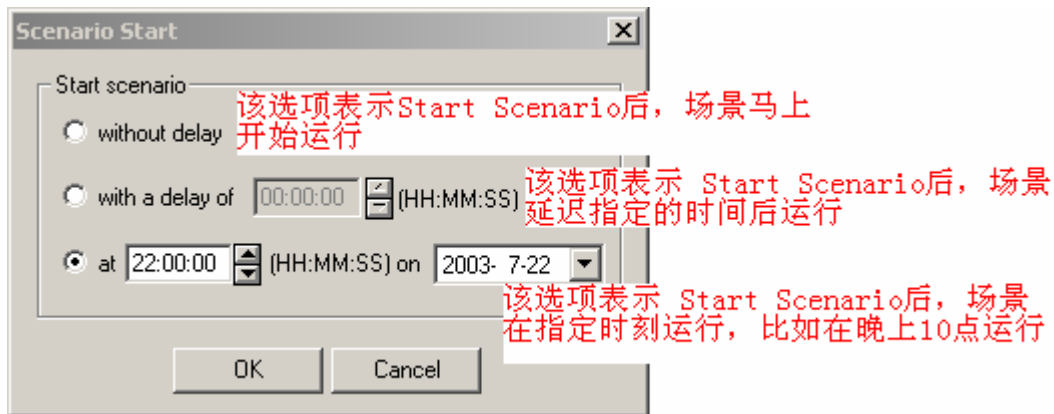 Scenario Start
Start scenario
该选项表示Start Scenario后，场景马上
开始运行
without delay
该选项表示 Start Scenario后，场景
延迟指定的时间后运行
with a delay of 00:00:00 (HH:MM:SS)
at 22:00:00 (HH:MM:SS) on 2003- 7-22
该选项表示 Start Scenario后，场景
在指定时刻运行，比如在晚上10点运行
OK Cancel